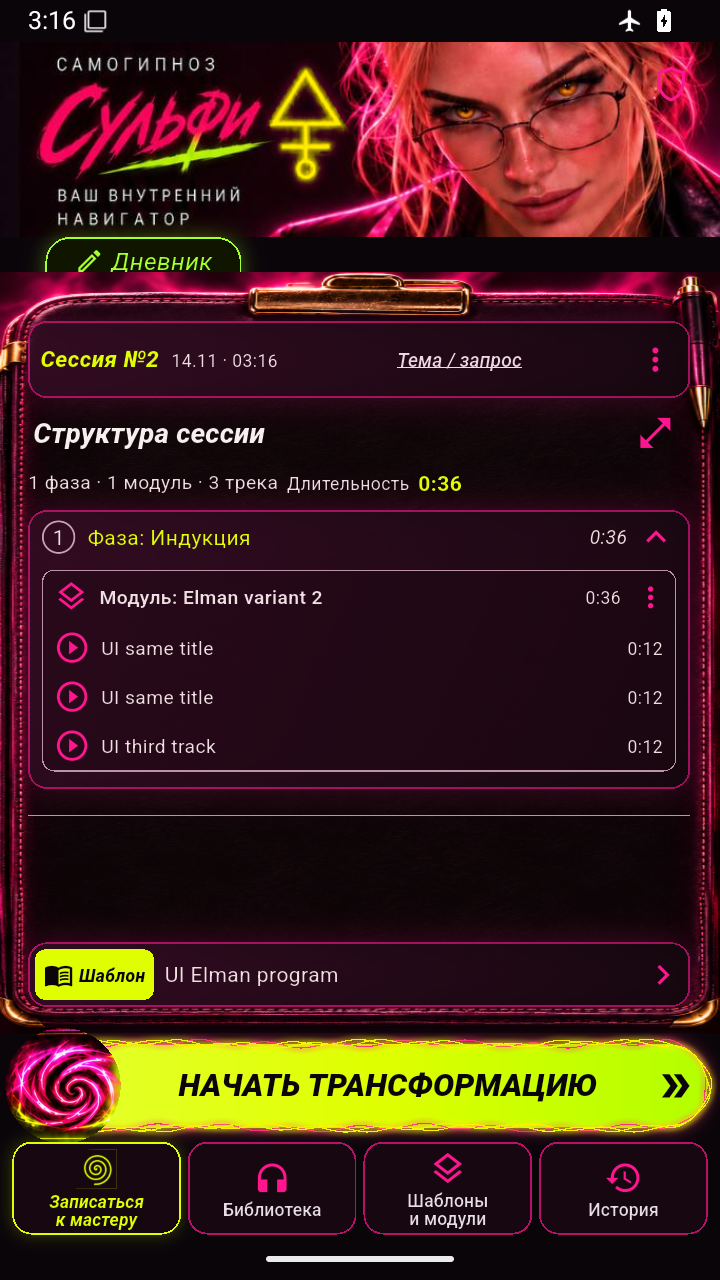 3:16
САМОГИПНОЗ
Сульфи
ВАШ ВНУТРЕННИЙ
НАВИГАТОР
Дневник
Сессия №2 14.11 · 03:16 Тема / запрос
Структура сессии
1 фаза · 1 модуль · 3 трека Длительность 0:36
1 Фаза: Индукция 0:36
Модуль: Elman variant 2 0:36
UI same title 0:12
UI same title 0:12
UI third track 0:12
Шаблон UI Elman program
НАЧАТЬ ТРАНСФОРМАЦИЮ
Записаться
к мастеру
Библиотека
Шаблоны
и модули
История